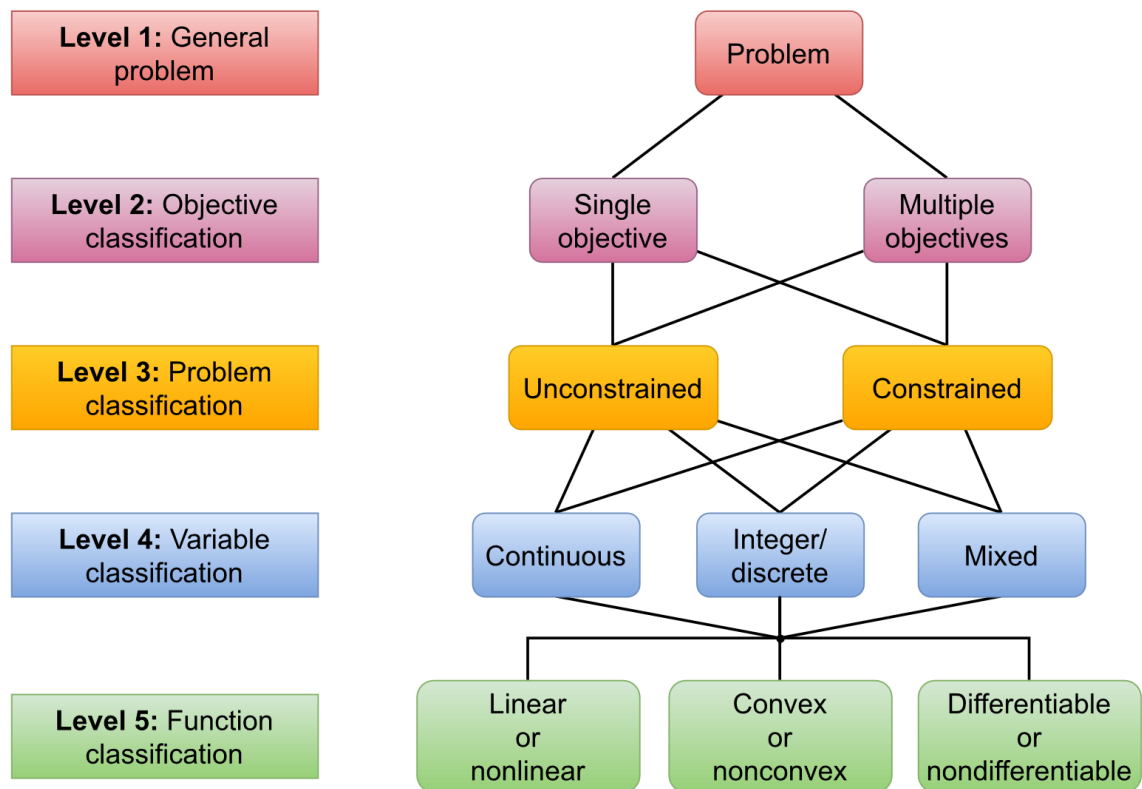 Level 1: General
problem
Problem
Level 2: Objective
classification
Single
objective
Multiple
objectives
Level 3: Problem
classification
Unconstrained
Constrained
Level 4: Variable
classification
Continuous
Integer/
discrete
Mixed
Level 5: Function
classification
Linear
or
nonlinear
Convex
or
nonconvex
Differentiable
or
nondifferentiable